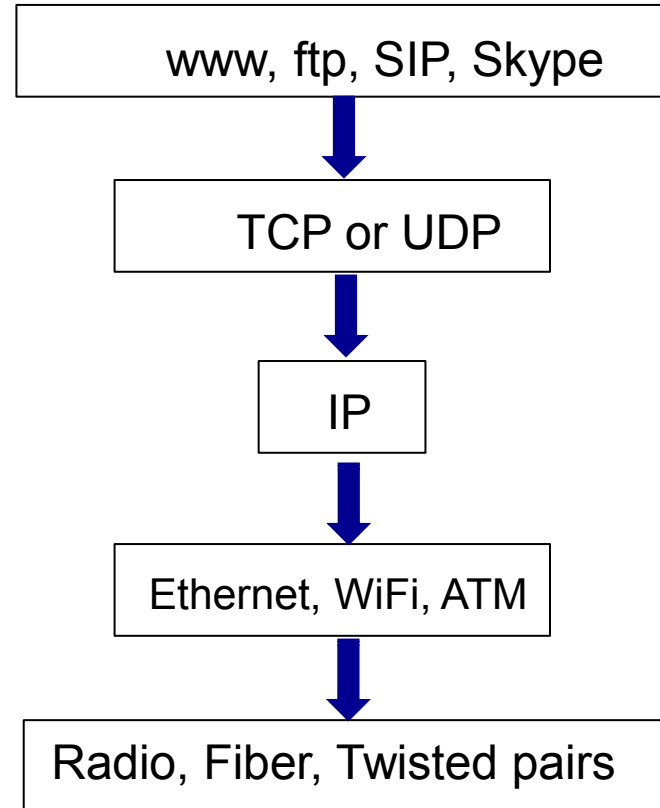 www, ftp, SIP, Skype
TCP or UDP
IP
Ethernet, WiFi, ATM
Radio, Fiber, Twisted pairs